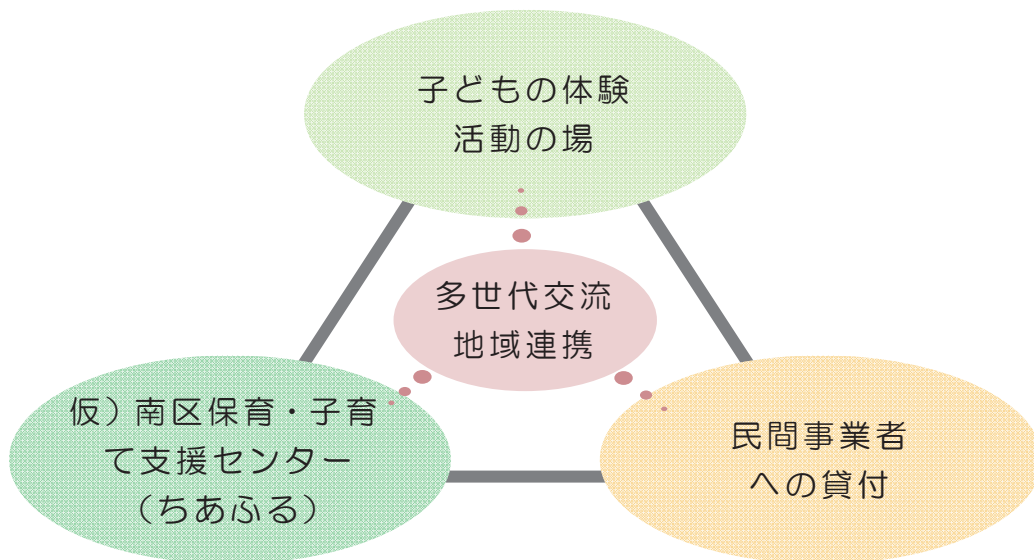 子どもの体験
活動の場
多世代交流
地域連携
仮）南区保育・子育
て支援センター
（ちあふる）
民間事業者
への貸付